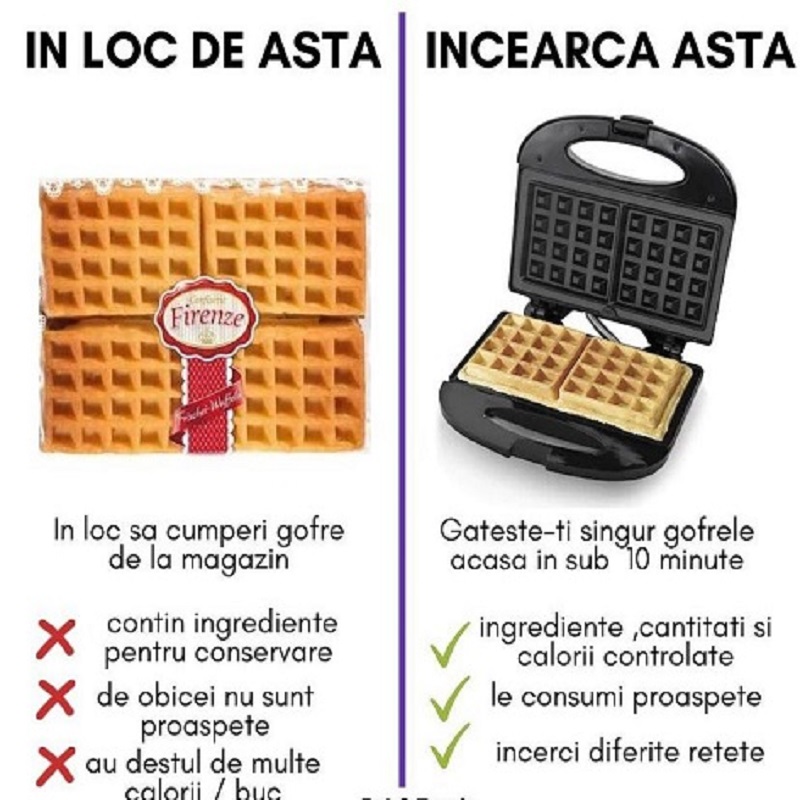 IN LOC DE ASTA
Firenze
In loc sa cumperi gofre
de la magazin
contin ingrediente
pentru conservare
de obicei nu sunt
proaspete
au destul de multe
calorii / buc
INCEARCA ASTA
Gateste-ti singur gofrele
acasa in sub 10 minute
ingrediente ,cantitati si
calorii controlate
le consumi proaspete
incerci diferite retete